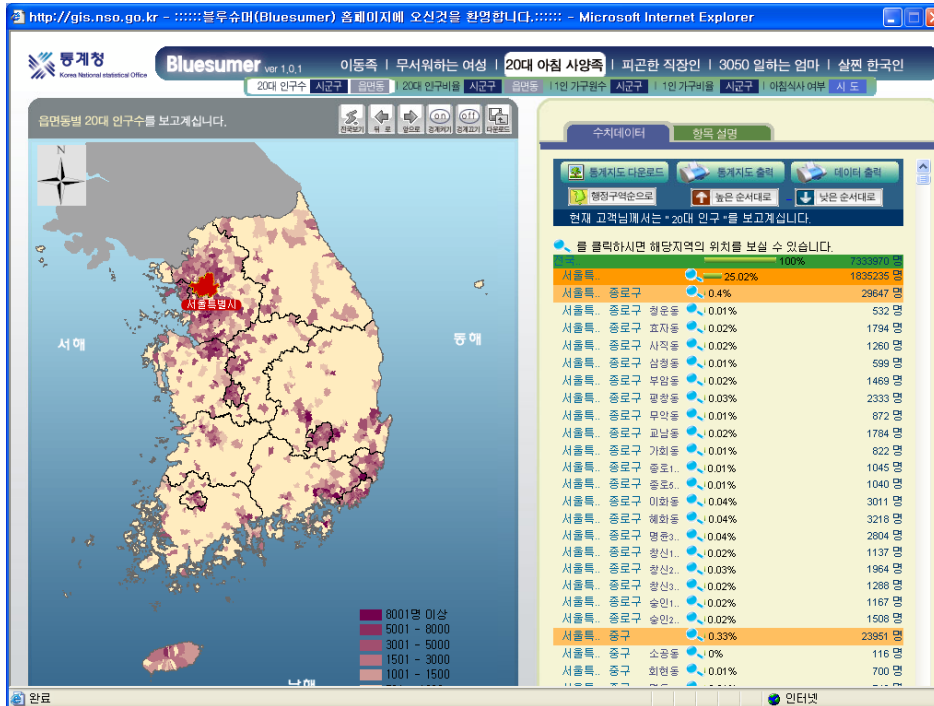 http://gis.nso.go.kr - ::::::블루슈머(Bluesumer) 홈페이지에 오신것을 환영합니다.:::::: - Microsoft Internet Explorer
통계청
Korea National statistical Office
Bluesumer ver 1,0,1
이동족 | 무서워하는 여성 | 20대 아침 사양족 | 피곤한 직장인 | 3050 일하는 엄마 | 살찐 한국인
20대 인구수 시군구 읍면동 | 20대 인구비율 시군구 읍면동 | 1인가구원수 시군구 | 1인가구비율 시군구 | 아침식사 여부 시 도
읍면동별 20대 인구수를 보고계십니다.
전국보기 뒤 로 앞으로 on 경계켜기 off 경계끄기 다운로드
N
서울특별시
서해
동해
8001명 이상
5001 - 8000
3001 - 5000
1501 - 3000
1001 - 1500
수치데이터 항목 설명
통계지도 다운로드 통계지도 출력 데이터 출력
행정구역순으로 높은 순서대로 낮은 순서대로
현재 고객님께서는 " 20대 인구 "를 보고계십니다.
를 클릭하시면 해당지역의 위치를 보실 수 있습니다.
전국.. 100% 7333970 명
서울특.. 25.02% 1835235 명
서울특.. 종로구 0.4% 29647 명
서울특.. 종로구 청운동 0.01% 532 명
서울특.. 종로구 효자동 0.02% 1794 명
서울특.. 종로구 사직동 0.02% 1260 명
서울특.. 종로구 삼청동 0.01% 599 명
서울특.. 종로구 부암동 0.02% 1469 명
서울특.. 종로구 평창동 0.03% 2333 명
서울특.. 종로구 무악동 0.01% 872 명
서울특.. 종로구 교남동 0.02% 1784 명
서울특.. 종로구 가회동 0.01% 822 명
서울특.. 종로구 종로1.. 0.01% 1045 명
서울특.. 종로구 종로5.. 0.01% 1040 명
서울특.. 종로구 이화동 0.04% 3011 명
서울특.. 종로구 혜화동 0.04% 3218 명
서울특.. 종로구 명륜3.. 0.04% 2804 명
서울특.. 종로구 창신1.. 0.02% 1137 명
서울특.. 종로구 창신2.. 0.03% 1964 명
서울특.. 종로구 창신3.. 0.02% 1288 명
서울특.. 종로구 숭인1.. 0.02% 1167 명
서울특.. 종로구 숭인2.. 0.02% 1508 명
서울특.. 중구 0.33% 23951 명
서울특.. 중구 소공동 0% 116 명
서울특.. 중구 회현동 0.01% 700 명
완료
인터넷